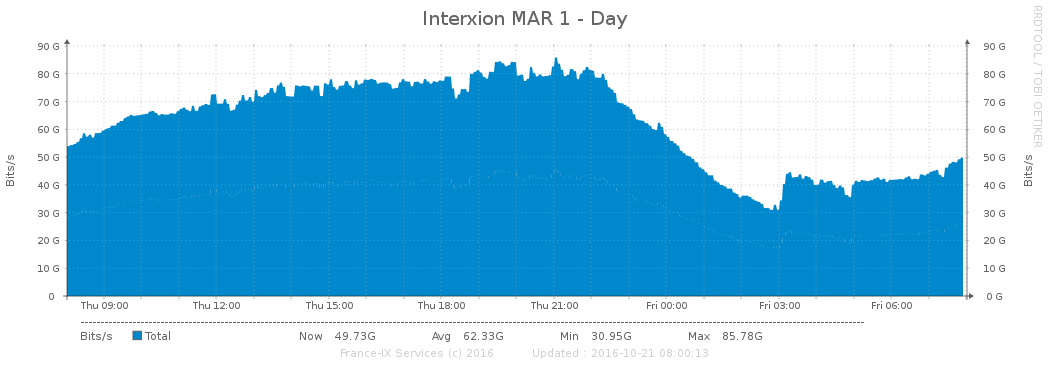 Interxion MAR 1 - Day
RRDTOOL / TOBI OETIKER
Bits/s
Bits/s
90 G 90 G
80 G 80 G
70 G 70 G
60 G 60 G
50 G 50 G
40 G 40 G
30 G 30 G
20 G 20 G
10 G 10 G
0 0 G
Thu 09:00 Thu 12:00 Thu 15:00 Thu 18:00 Thu 21:00 Fri 00:00 Fri 03:00 Fri 06:00
Bits/s Total Now 49.73G Avg 62.33G Min 30.95G Max 85.78G
France-IX Services (c) 2016 Updated : 2016-10-21 08:00:13